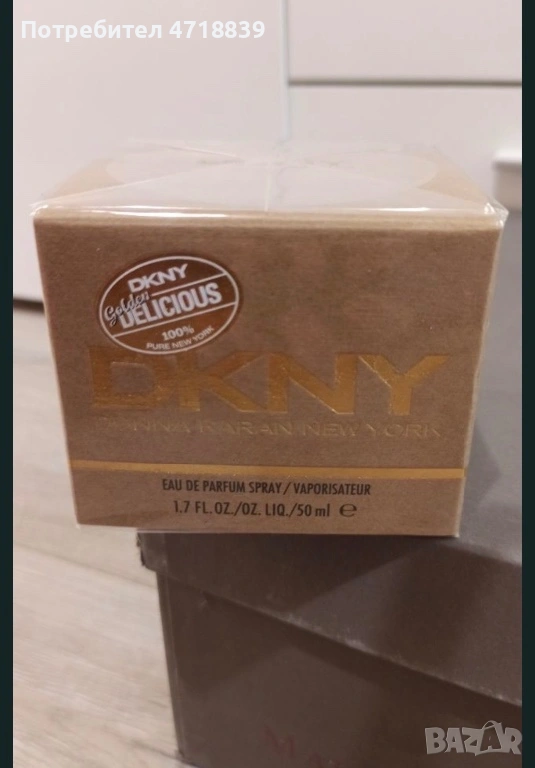 Потребител 4718839
DKNY
Golden
DELICIOUS
100%
PURE NEW YORK
DKNY
DONNA KARAN NEW YORK
EAU DE PARFUM SPRAY/VAPORISATEUR
1.7 FL.OZ./OZ. LIQ./50 ml ℮
BAZAR